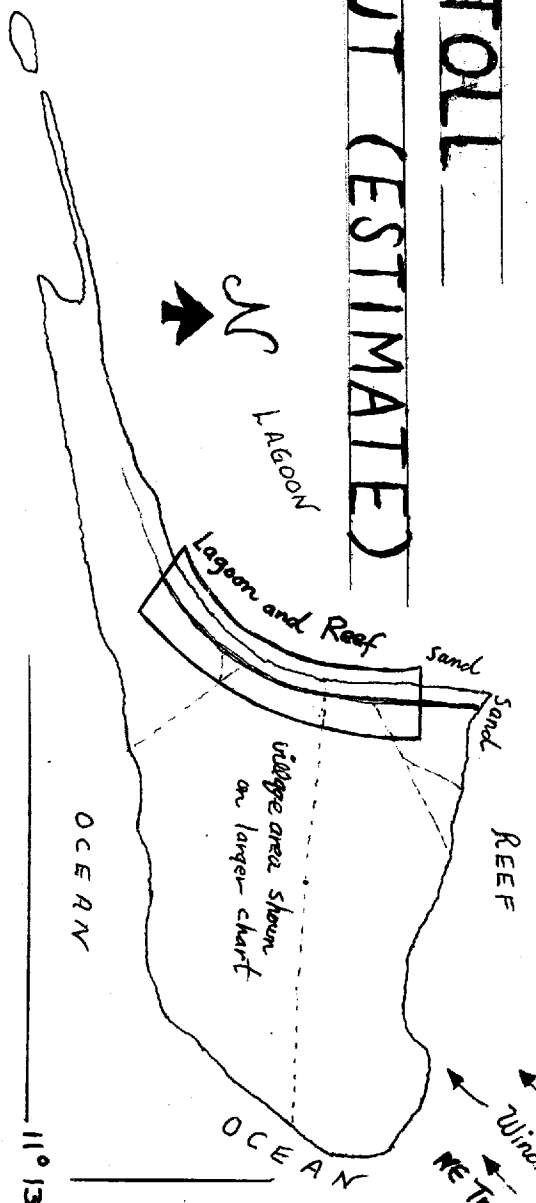 TOLL
UT (ESTIMATE)
N
LAGOON
Lagoon and Reef
Sand
Sand
REEF
village area shown
on larger chart
OCEAN
OCEAN
NE
11° 13